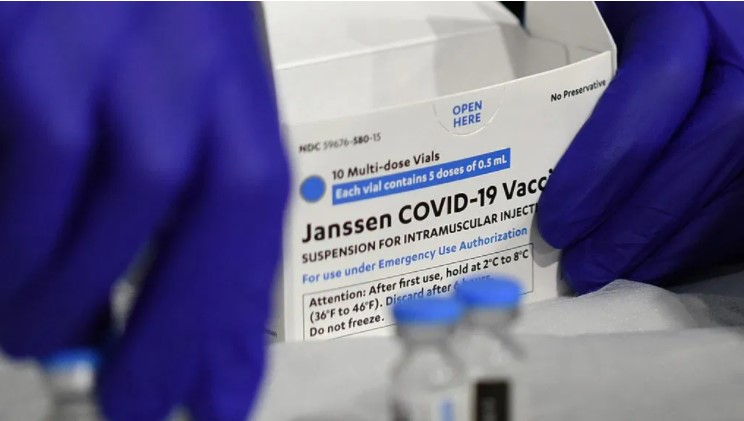 OPEN
HERE
No Preservative
NDC 59676-580-15
10 Multi-dose Vials
Each vial contains 5 doses of 0.5 mL
Janssen COVID-19 Vacc
SUSPENSION FOR INTRAMUSCULAR INJECT
For use under Emergency Use Authorization
Attention: After first use, hold at 2°C to 8°C
(36°F to 46°F). Discard after
Do not freeze.